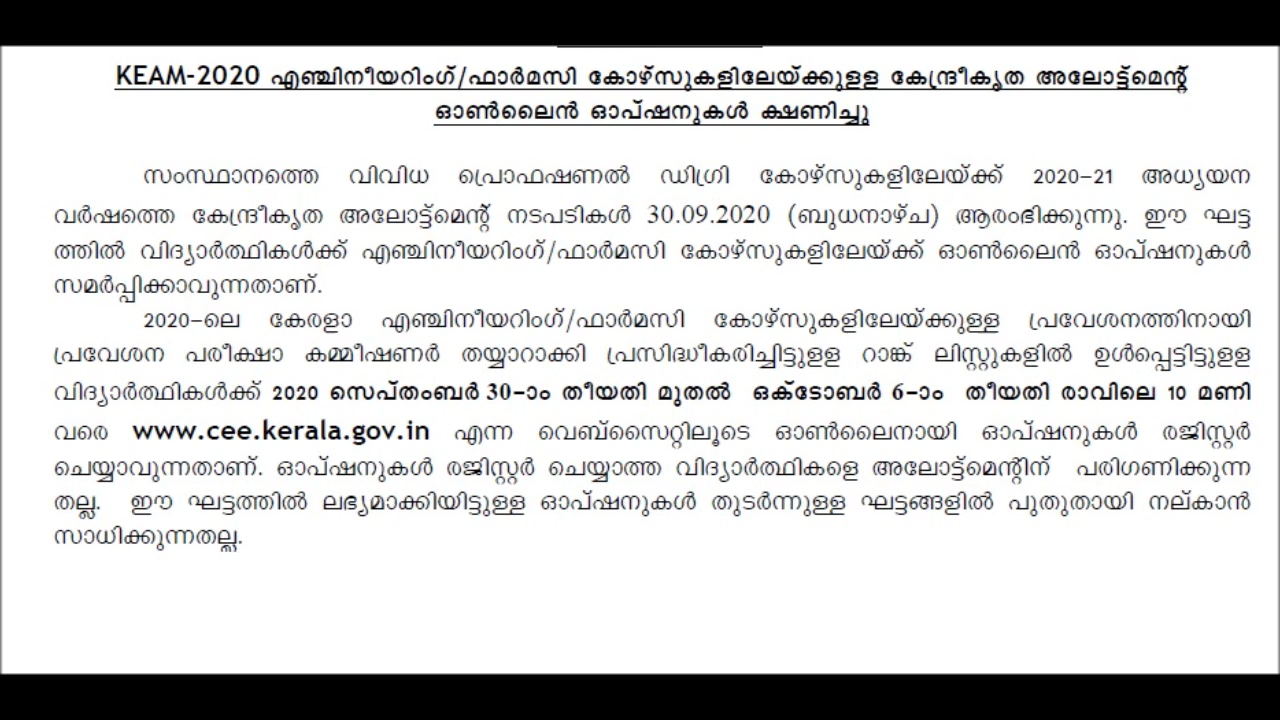 KEAM-2020 എഞ്ചിനീയറിംഗ്/ഫാർമസി കോഴ്സുകളിലേയ്ക്കുളള കേന്ദ്രീകൃത അലോട്ട്മെന്റ്
ഓൺലൈൻ ഓപ്ഷനുകൾ ക്ഷണിച്ചു
സംസ്ഥാനത്തെ വിവിധ പ്രൊഫഷണൽ ഡിഗ്രി കോഴ്സുകളിലേയ്ക്ക് 2020-21 അധ്യയന
വർഷത്തെ കേന്ദ്രീകൃത അലോട്ട്മെന്റ് നടപടികൾ 30.09.2020 (ബുധനാഴ്ച) ആരംഭിക്കുന്നു. ഈ ഘട്ട
ത്തിൽ വിദ്യാർത്ഥികൾക്ക് എഞ്ചിനീയറിംഗ്/ഫാർമസി കോഴ്സുകളിലേയ്ക്ക് ഓൺലൈൻ ഓപ്ഷനുകൾ
സമർപ്പിക്കാവുന്നതാണ്.
2020-ലെ കേരളാ എഞ്ചിനീയറിംഗ്/ഫാർമസി കോഴ്സുകളിലേയ്ക്കുള്ള പ്രവേശനത്തിനായി
പ്രവേശന പരീക്ഷാ കമ്മീഷണർ തയ്യാറാക്കി പ്രസിദ്ധീകരിച്ചിട്ടുളള റാങ്ക് ലിസ്റ്റുകളിൽ ഉൾപ്പെട്ടിട്ടുളള
വിദ്യാർത്ഥികൾക്ക് 2020 സെപ്തംബർ 30-ാം തീയതി മുതൽ ഒക്ടോബർ 6-ാം തീയതി രാവിലെ 10 മണി
വരെ www.cee.kerala.gov.in എന്ന വെബ്സൈറ്റിലൂടെ ഓൺലൈനായി ഓപ്ഷനുകൾ രജിസ്റ്റർ
ചെയ്യാവുന്നതാണ്. ഓപ്ഷനുകൾ രജിസ്റ്റർ ചെയ്യാത്ത വിദ്യാർത്ഥികളെ അലോട്ട്മെന്റിന് പരിഗണിക്കുന്ന
തല്ല. ഈ ഘട്ടത്തിൽ ലഭ്യമാക്കിയിട്ടുള്ള ഓപ്ഷനുകൾ തുടർന്നുള്ള ഘട്ടങ്ങളിൽ പുതുതായി നല്കാൻ
സാധിക്കുന്നതല്ല.